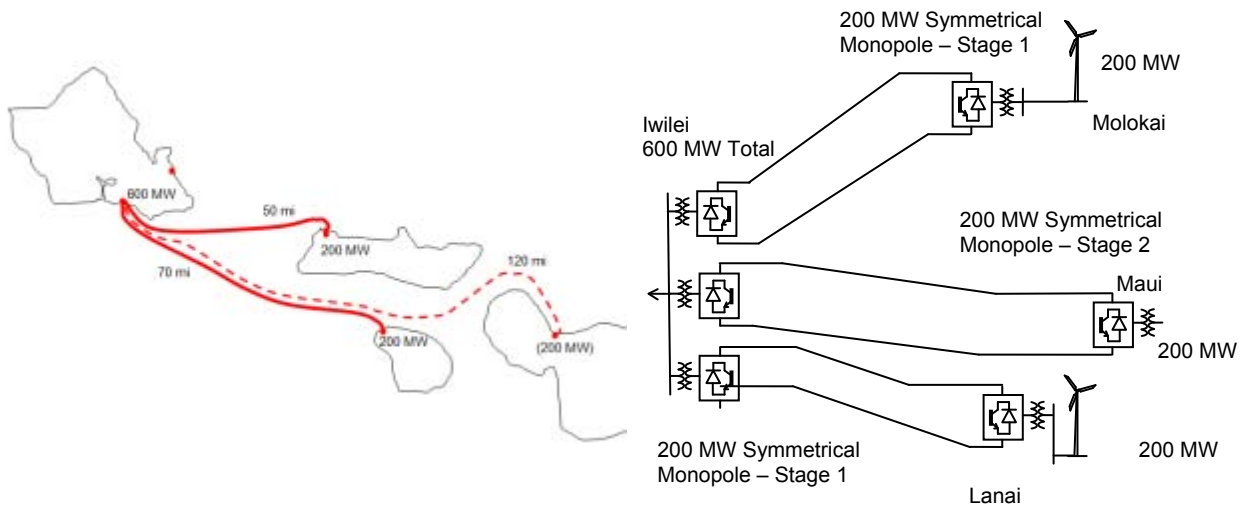 600 MW
50 mi
200 MW
70 mi
120 mi
200 MW
(200 MW)
200 MW Symmetrical
Monopole – Stage 1
200 MW
Molokai
Iwilei
600 MW Total
200 MW Symmetrical
Monopole – Stage 2
Maui
200 MW
200 MW Symmetrical
Monopole – Stage 1
200 MW
Lanai